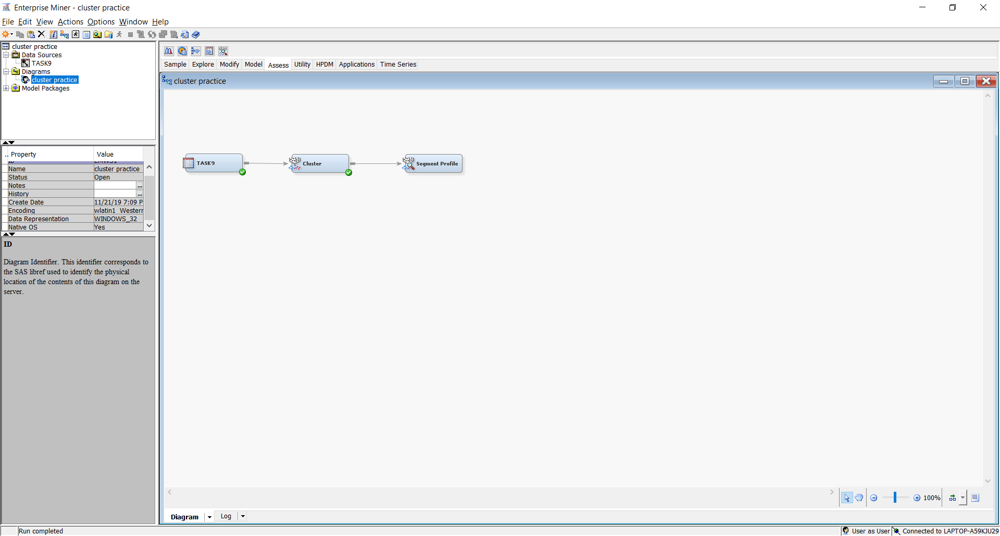 Enterprise Miner - cluster practice
File Edit View Actions Options Window Help
cluster practice
Data Sources
TASK9
Diagrams
cluster practice
Model Packages
.. Property Value
Name cluster practice
Status Open
Notes ...
History ...
Create Date 11/21/19 7:09 P
Encoding wlatin1 Western
Data Representation WINDOWS_32
Native OS Yes
ID
Diagram Identifier. This identifier corresponds to
the SAS libref used to identify the physical
location of the contents of this diagram on the
server.
Sample Explore Modify Model Assess Utility HPDM Applications Time Series
cluster practice
TASK9
Cluster
Segment Profile
100%
Diagram Log
Run completed
User as User Connected to LAPTOP-A59KJU29